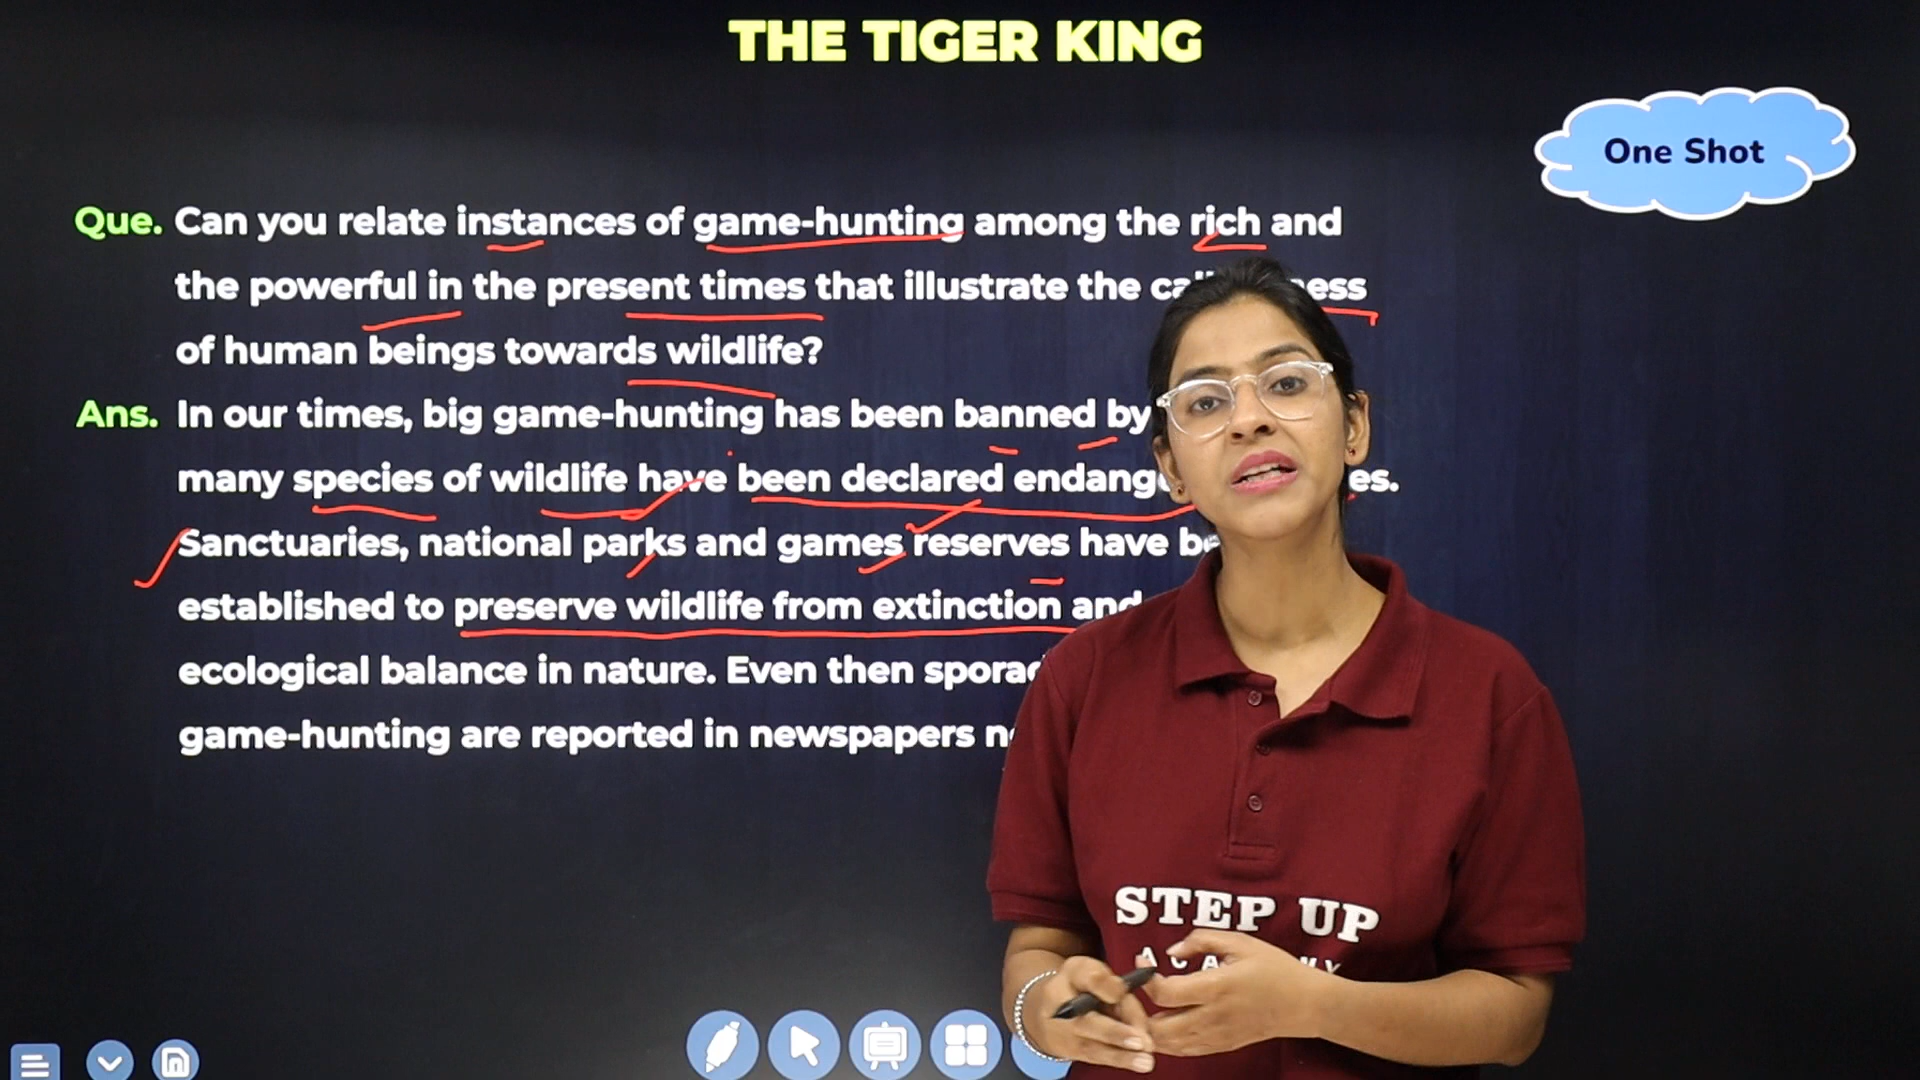 THE TIGER KING
One Shot
Que. Can you relate instances of game-hunting among the rich and
the powerful in the present times that illustrate the
of human beings towards wildlife?
Ans. In our times, big game-hunting has been banned by
many species of wildlife have been declared
Sanctuaries, national parks and games reserves have
established to preserve wildlife from extinction and
ecological balance in nature. Even then
game-hunting are reported in newspapers
STEP UP